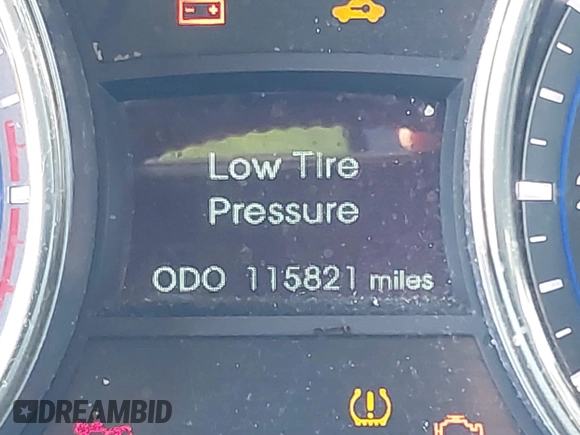 Low Tire
Pressure
ODO 115821 miles
DREAMBID